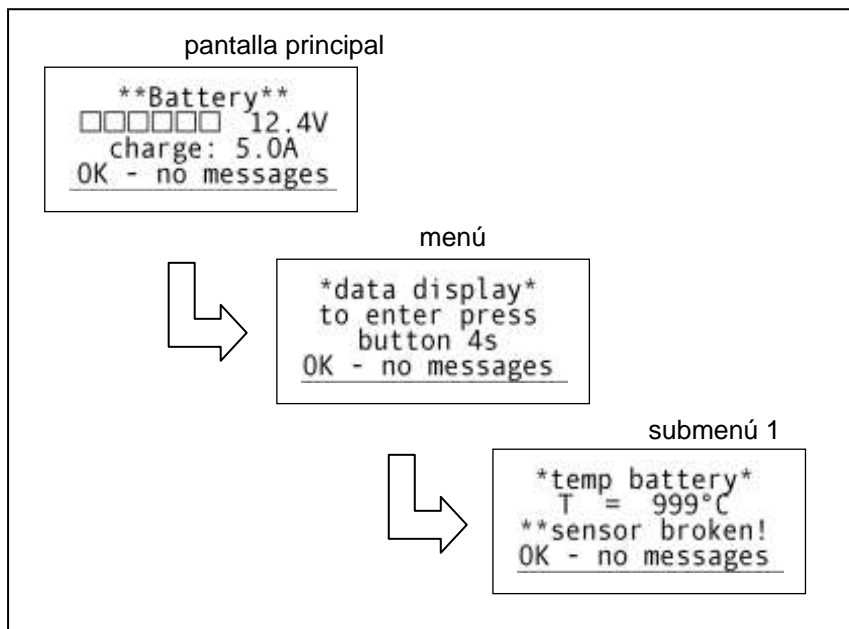 pantalla principal
**Battery**
□□□□□□ 12.4V
charge: 5.0A
OK - no messages
menú
*data display*
to enter press
button 4s
OK - no messages
submenú 1
*temp battery*
T = 999°C
**sensor broken!
OK - no messages